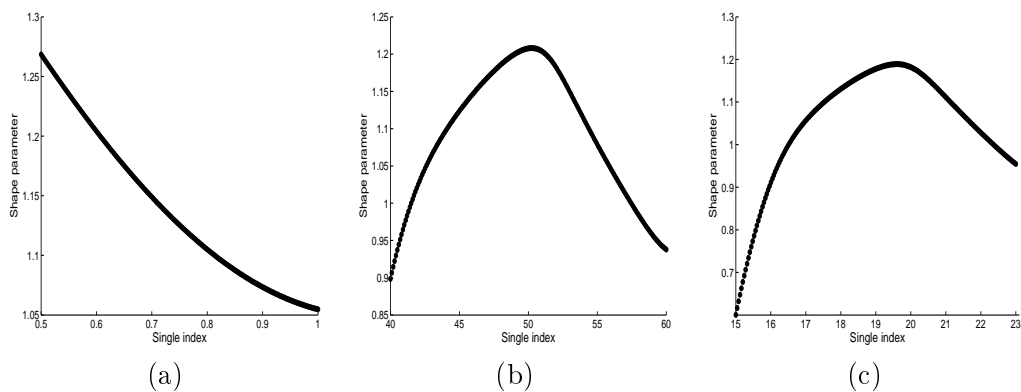 1.3
1.25
1.2
1.15
1.1
1.05
Shape parameter
0.5 0.6 0.7 0.8 0.9 1
Single index
(a)
1.25
1.2
1.15
1.1
1.05
1
0.95
0.9
0.85
Shape parameter
40 45 50 55 60
Single index
(b)
1.3
1.2
1.1
1
0.9
0.8
0.7
Shape parameter
15 16 17 18 19 20 21 22 23
Single index
(c)